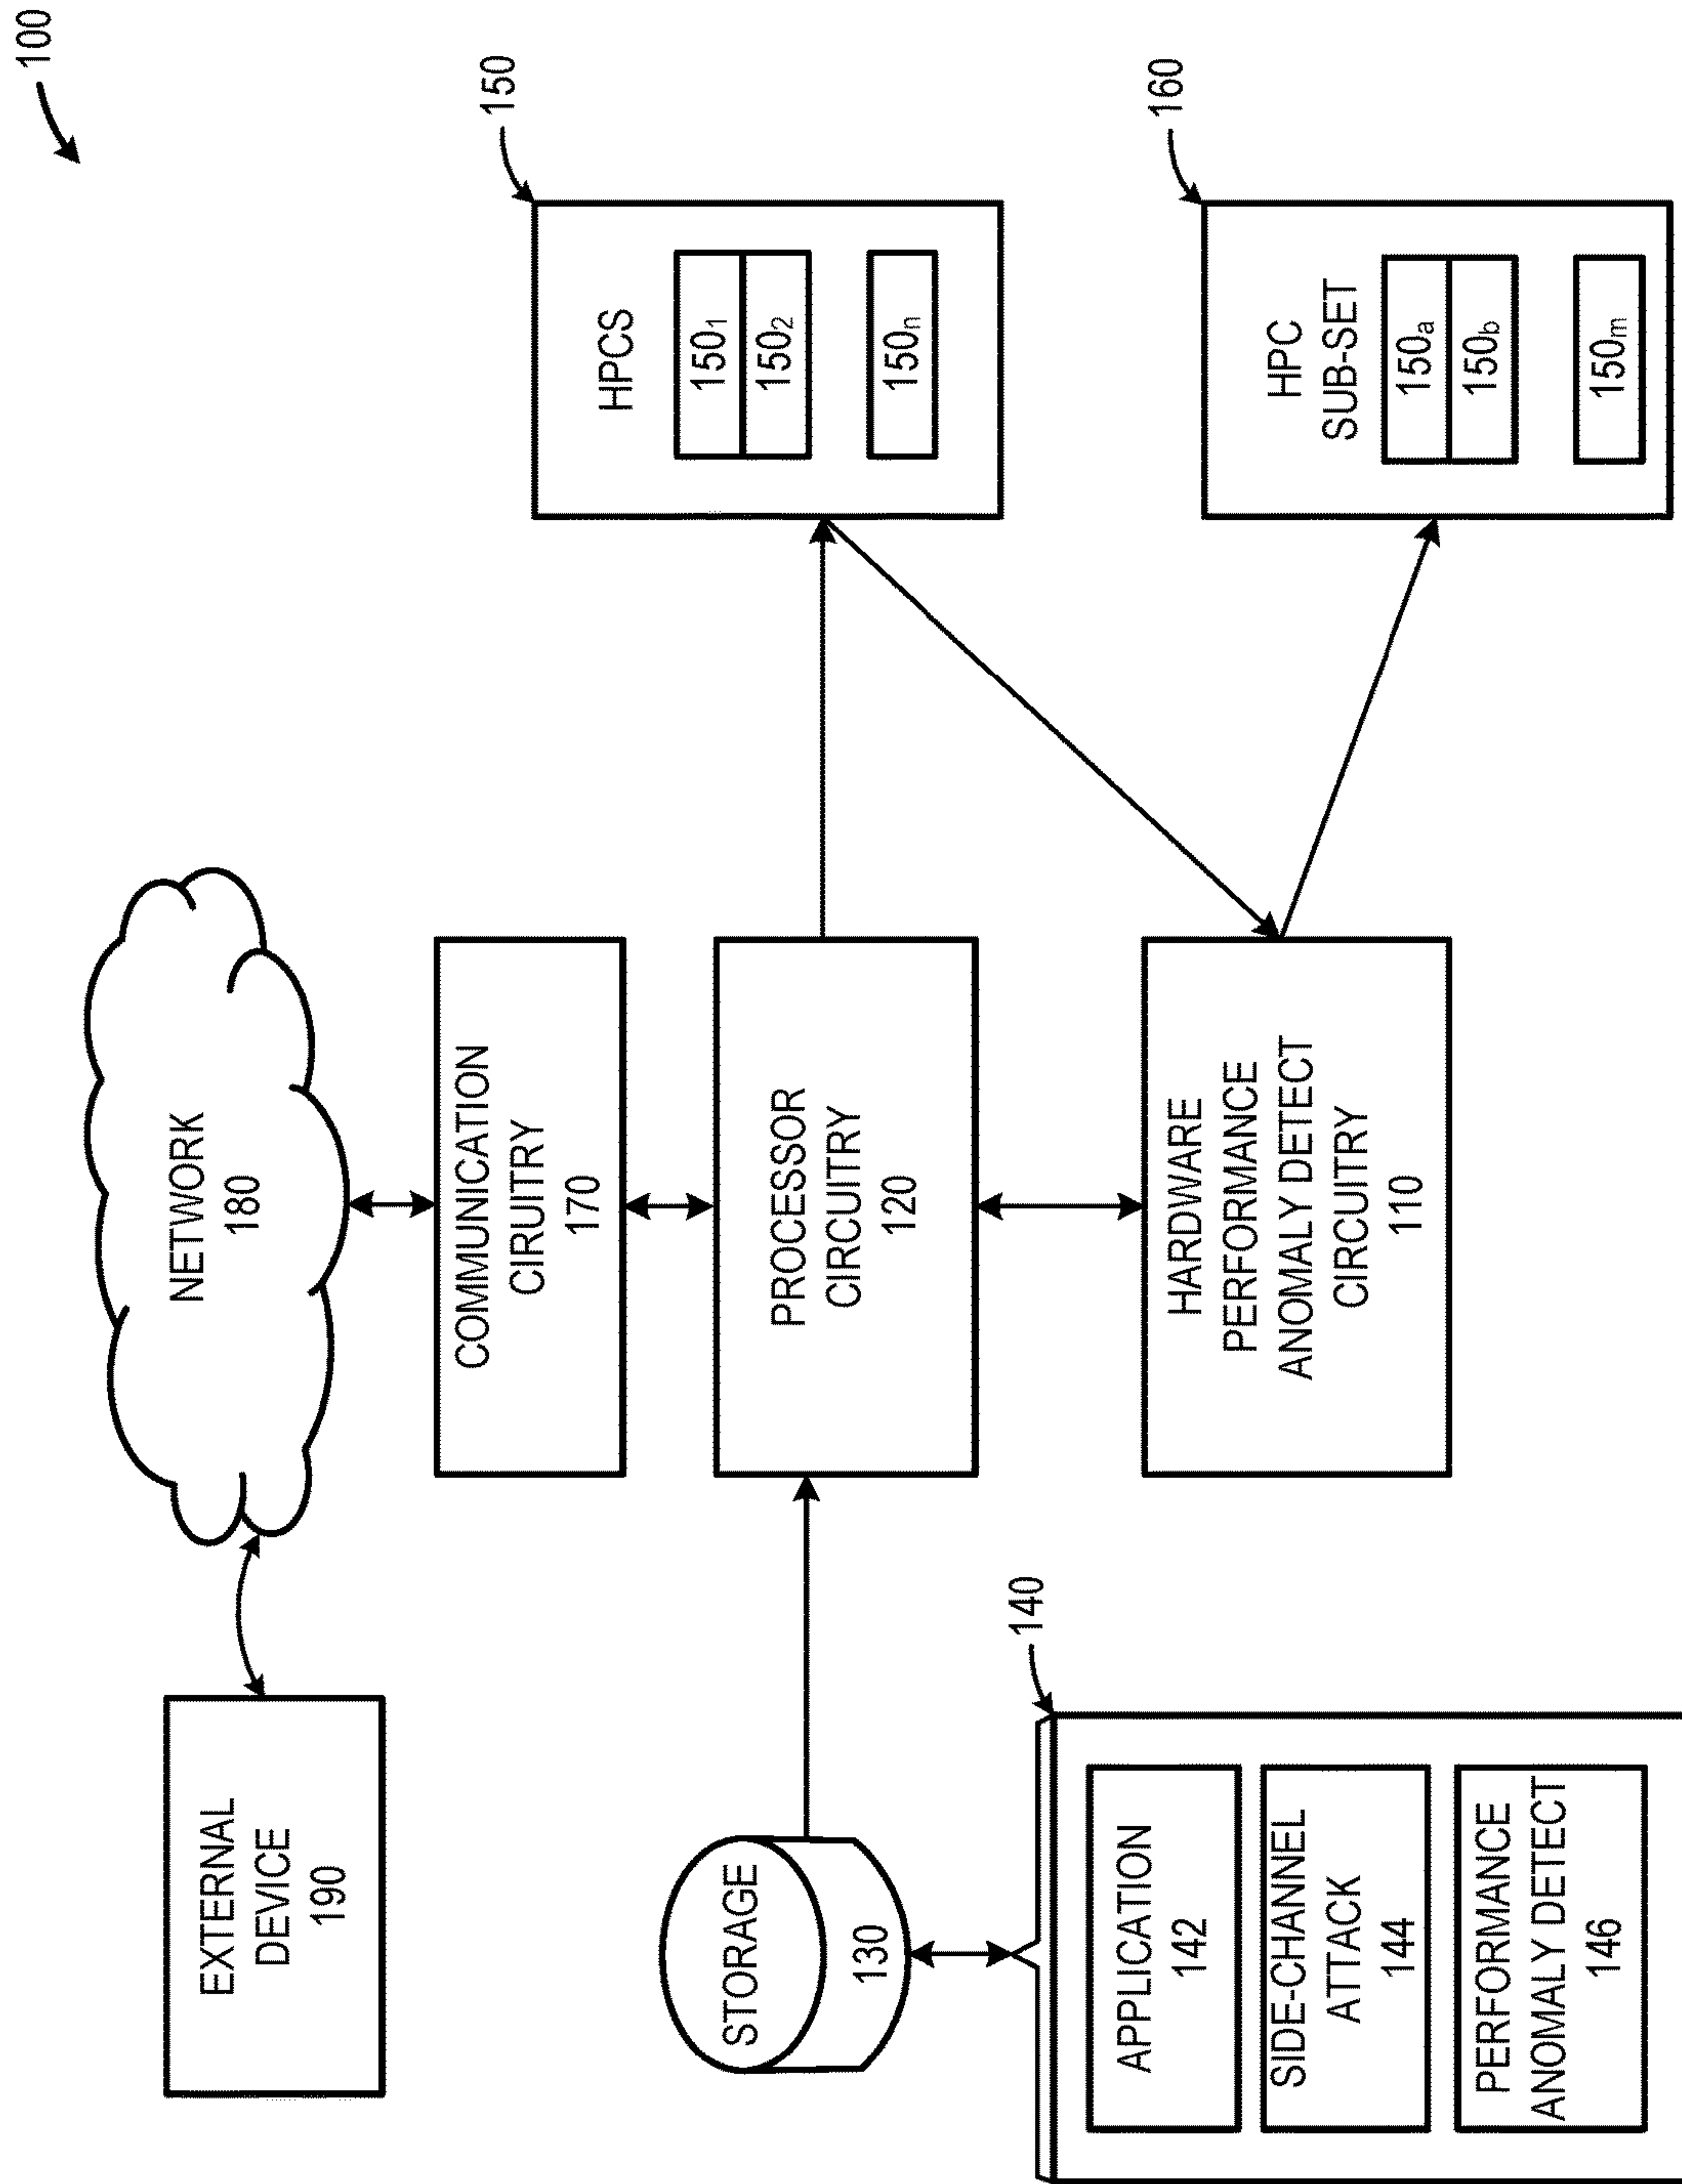 100
EXTERNAL
DEVICE
190
NETWORK
180
COMMUNICATION
CIRUITRY
170
STORAGE
130
PROCESSOR
CIRCUITRY
120
150
HPCS
150₁
150₂
150ₙ
140
APPLICATION
142
SIDE-CHANNEL
ATTACK
144
PERFORMANCE
ANOMALY DETECT
146
HARDWARE
PERFORMANCE
ANOMALY DETECT
CIRCUITRY
110
160
HPC
SUB-SET
150ₐ
150b
150ₘ